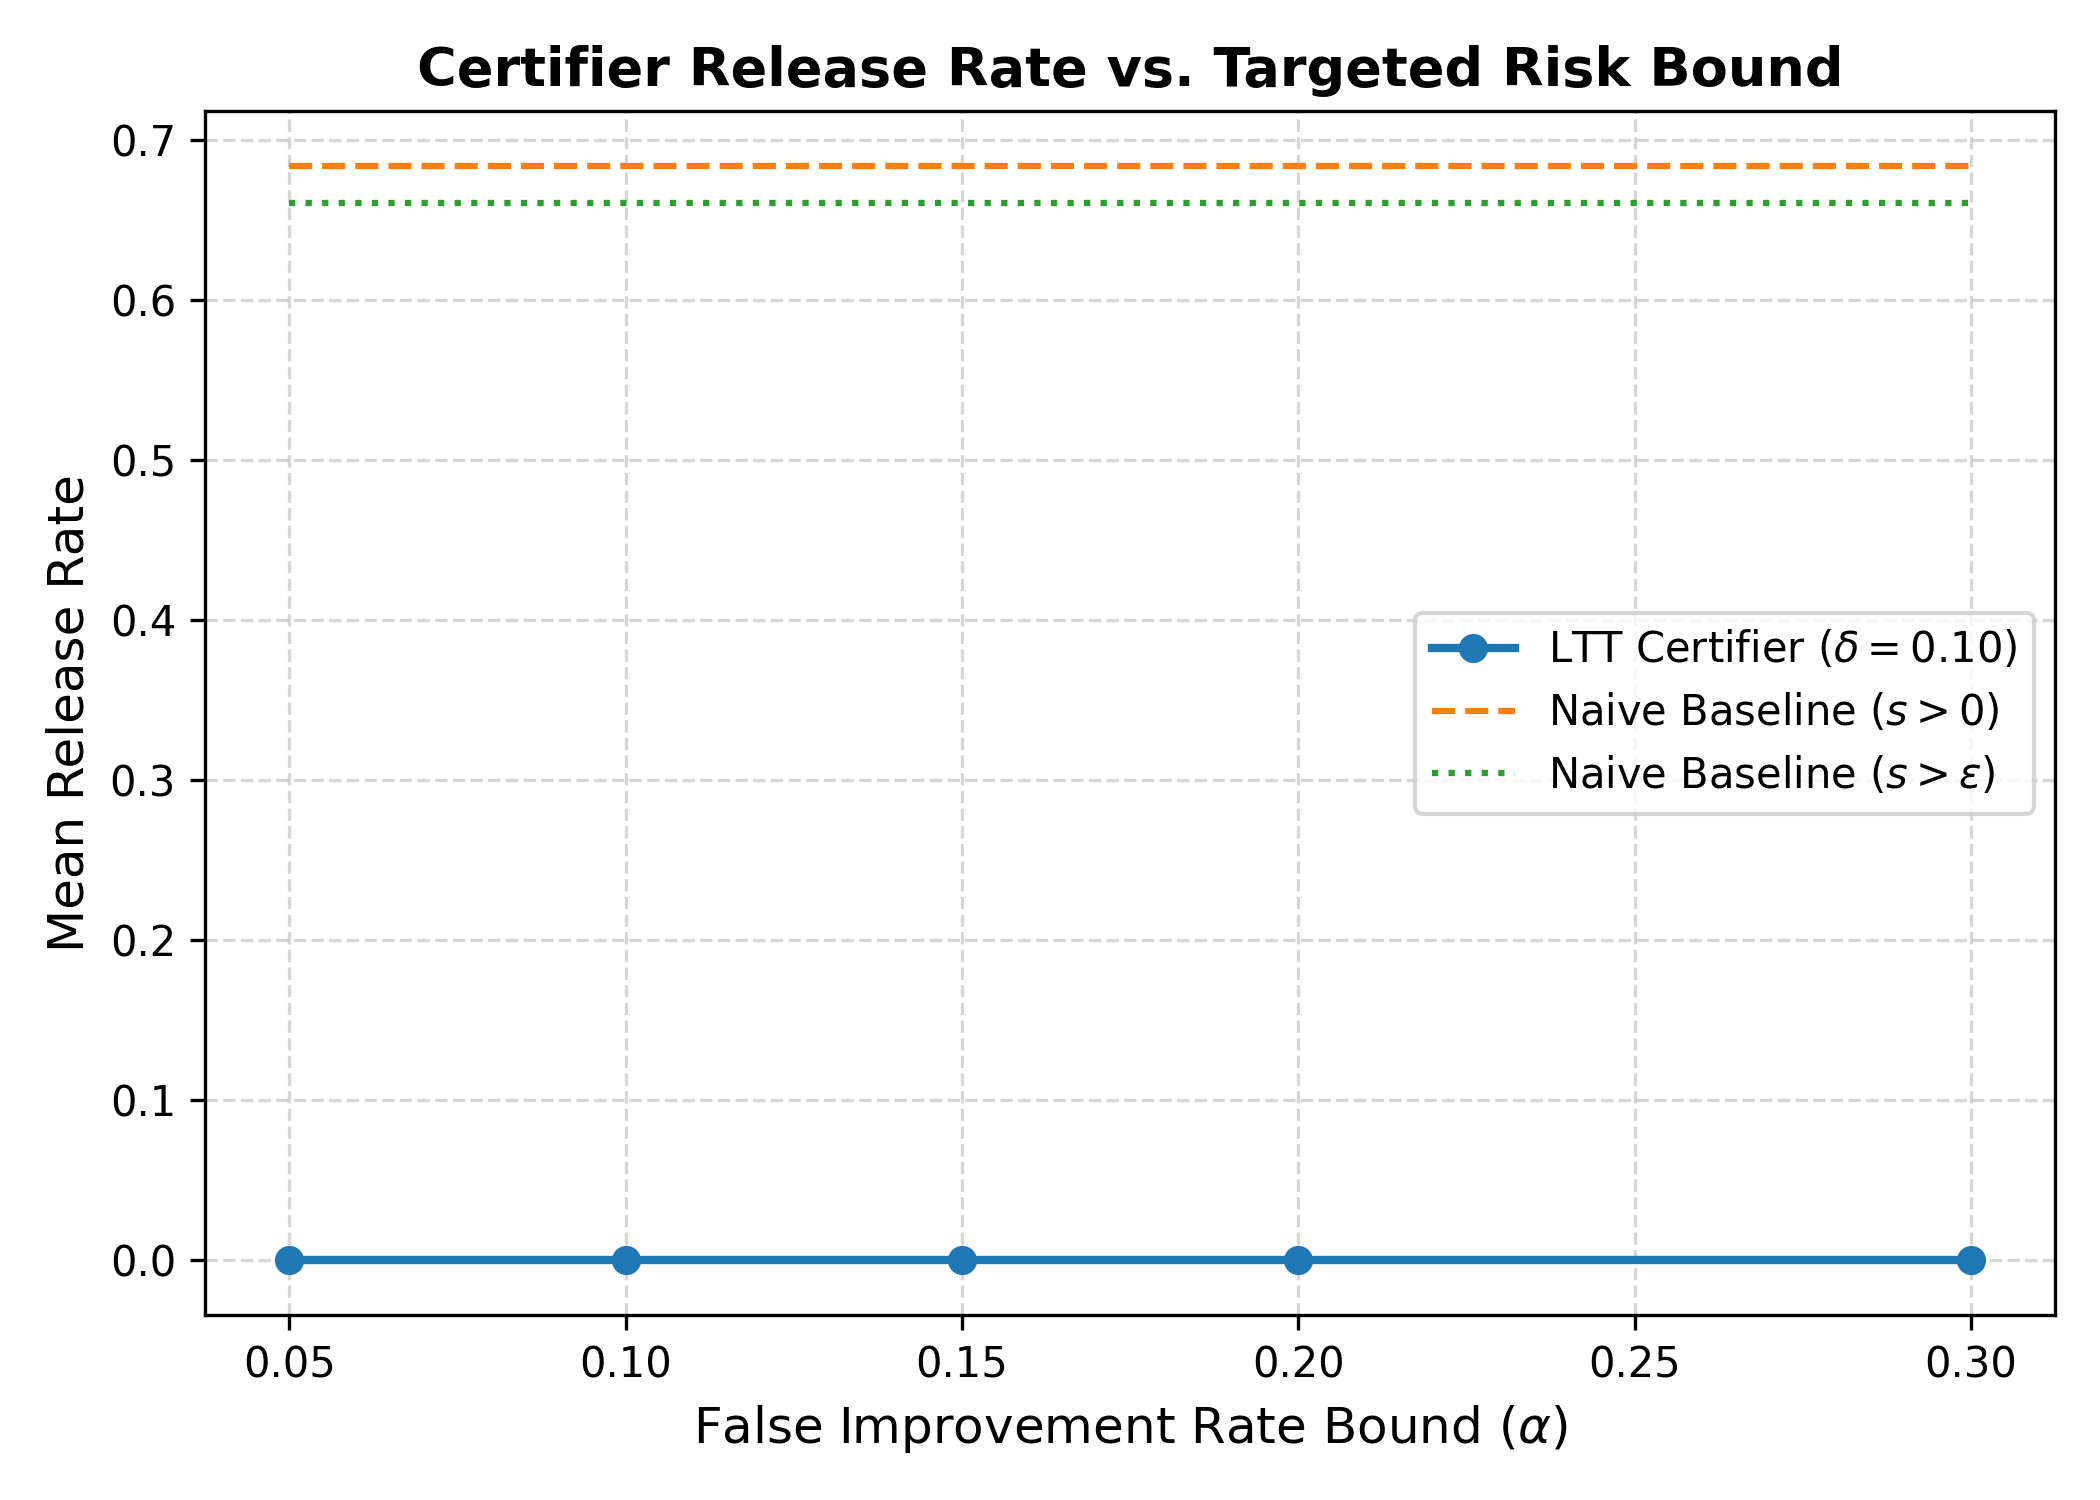 Certifier Release Rate vs. Targeted Risk Bound
Mean Release Rate
0.7
0.6
0.5
0.4
0.3
0.2
0.1
0.0
LTT Certifier (δ = 0.10)
Naive Baseline (s > 0)
Naive Baseline (s > ε)
0.05 0.10 0.15 0.20 0.25 0.30
False Improvement Rate Bound (α)